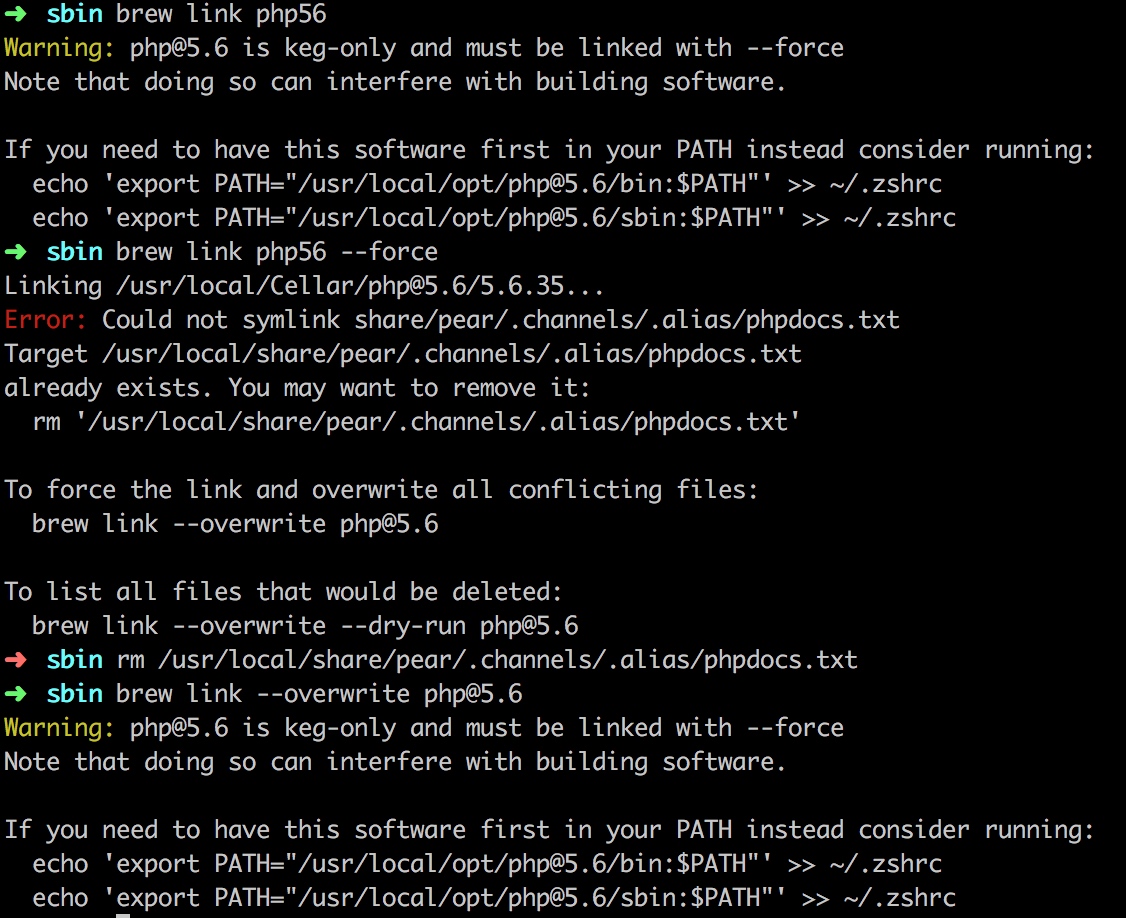 ➜ sbin brew link php56
Warning: php@5.6 is keg-only and must be linked with --force
Note that doing so can interfere with building software.
If you need to have this software first in your PATH instead consider running:
  echo 'export PATH="/usr/local/opt/php@5.6/bin:$PATH"' >> ~/.zshrc
  echo 'export PATH="/usr/local/opt/php@5.6/sbin:$PATH"' >> ~/.zshrc
➜ sbin brew link php56 --force
Linking /usr/local/Cellar/php@5.6/5.6.35...
Error: Could not symlink share/pear/.channels/.alias/phpdocs.txt
Target /usr/local/share/pear/.channels/.alias/phpdocs.txt
already exists. You may want to remove it:
  rm '/usr/local/share/pear/.channels/.alias/phpdocs.txt'
To force the link and overwrite all conflicting files:
  brew link --overwrite php@5.6
To list all files that would be deleted:
  brew link --overwrite --dry-run php@5.6
➜ sbin rm /usr/local/share/pear/.channels/.alias/phpdocs.txt
➜ sbin brew link --overwrite php@5.6
Warning: php@5.6 is keg-only and must be linked with --force
Note that doing so can interfere with building software.
If you need to have this software first in your PATH instead consider running:
  echo 'export PATH="/usr/local/opt/php@5.6/bin:$PATH"' >> ~/.zshrc
  echo 'export PATH="/usr/local/opt/php@5.6/sbin:$PATH"' >> ~/.zshrc